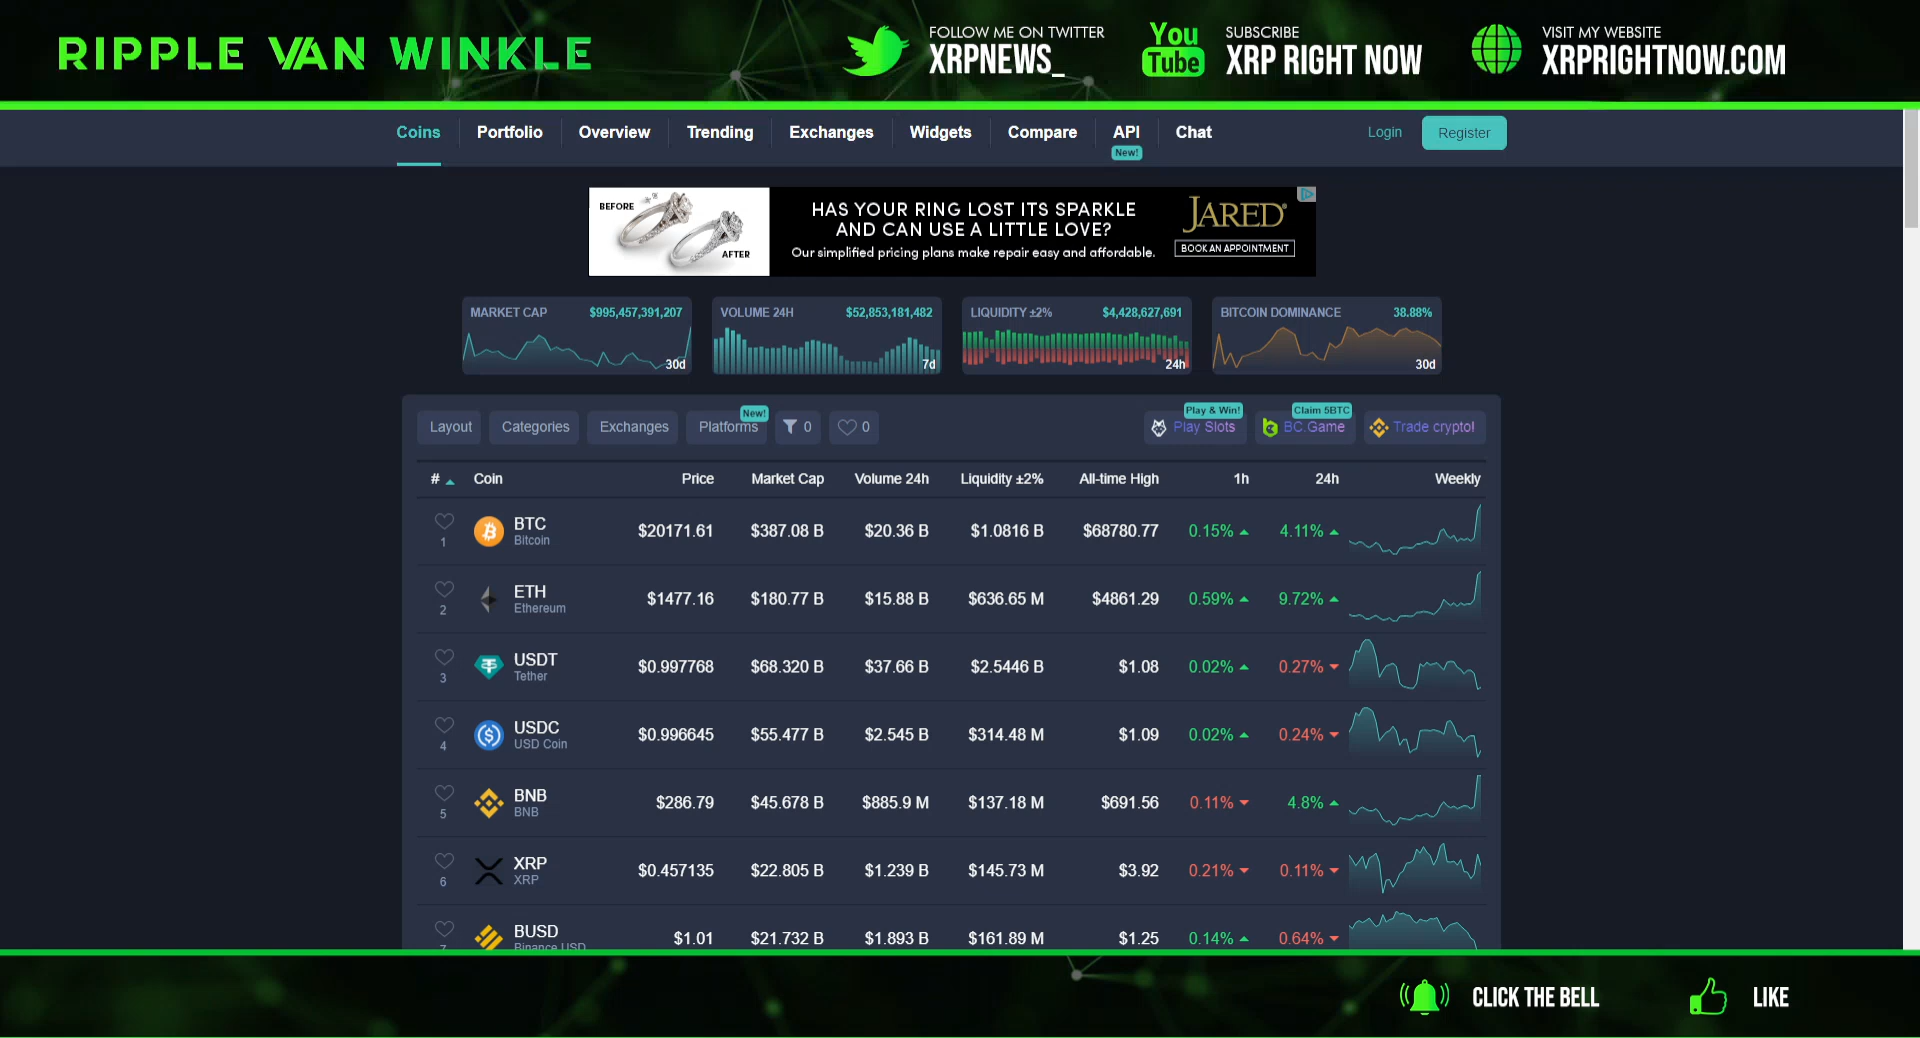 RIPPLE VAN WINKLE
FOLLOW ME ON TWITTER
XRPNEWS_
You
Tube
SUBSCRIBE
XRP RIGHT NOW
VISIT MY WEBSITE
XRPRIGHTNOW.COM
Coins Portfolio Overview Trending Exchanges Widgets Compare API Chat Login Register
New!
BEFORE
AFTER
HAS YOUR RING LOST ITS SPARKLE
AND CAN USE A LITTLE LOVE?
Our simplified pricing plans make repair easy and affordable.
JARED
BOOK AN APPOINTMENT
MARKET CAP $995,457,391,207
30d
VOLUME 24H $52,853,181,482
7d
LIQUIDITY ±2% $4,428,627,691
24h
BITCOIN DOMINANCE 38.88%
30d
New! Play & Win! Claim 5BTC
Layout Categories Exchanges Platforms 0 0 Play Slots BC.Game Trade crypto!
# Coin Price Market Cap Volume 24h Liquidity ±2% All-time High 1h 24h Weekly
1 BTC Bitcoin $20171.61 $387.08 B $20.36 B $1.0816 B $68780.77 0.15% 4.11%
2 ETH Ethereum $1477.16 $180.77 B $15.88 B $636.65 M $4861.29 0.59% 9.72%
3 USDT Tether $0.997768 $68.320 B $37.66 B $2.5446 B $1.08 0.02% 0.27%
4 USDC USD Coin $0.996645 $55.477 B $2.545 B $314.48 M $1.09 0.02% 0.24%
5 BNB BNB $286.79 $45.678 B $885.9 M $137.18 M $691.56 0.11% 4.8%
6 XRP XRP $0.457135 $22.805 B $1.239 B $145.73 M $3.92 0.21% 0.11%
7 BUSD Binance USD $1.01 $21.732 B $1.893 B $161.89 M $1.25 0.14% 0.64%
CLICK THE BELL
LIKE